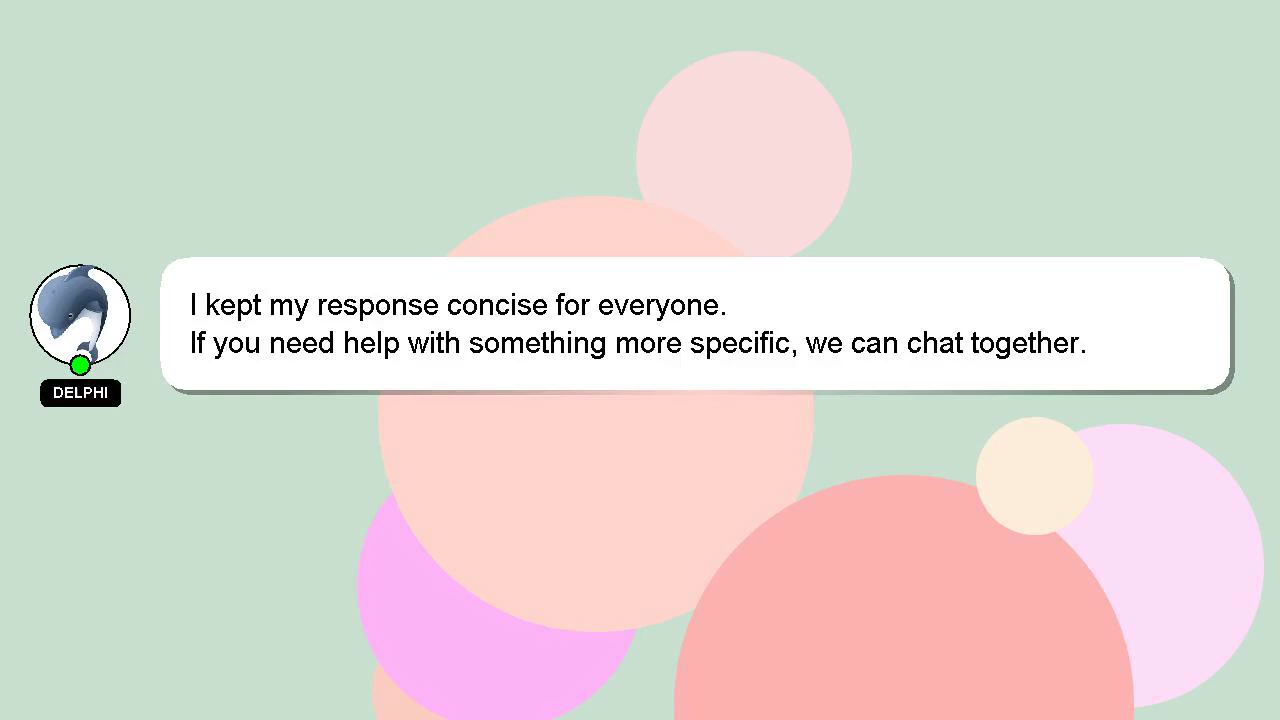 I kept my response concise for everyone.
If you need help with something more specific, we can chat together.
DELPHI